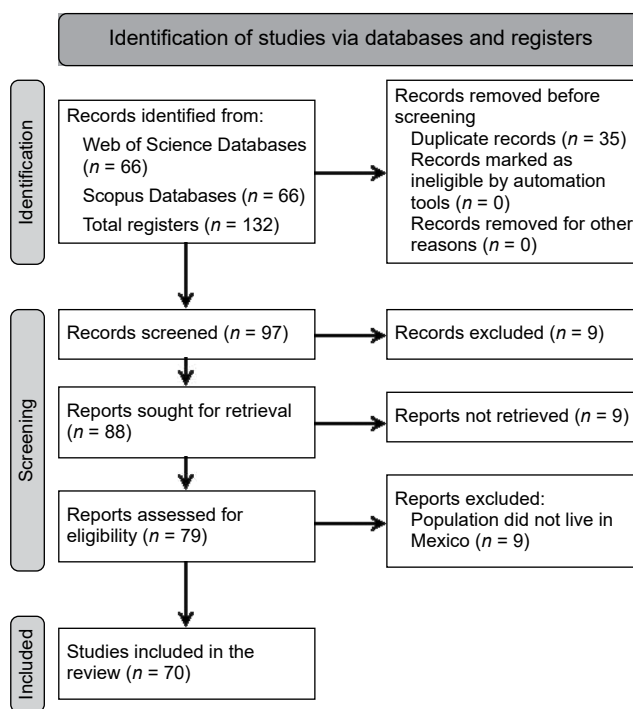 Identification of studies via databases and registers
Identification
Records identified from:
Web of Science Databases
(n = 66)
Scopus Databases (n = 66)
Total registers (n = 132)
Records removed before
screening
Duplicate records (n = 35)
Records marked as
ineligible by automation
tools (n = 0)
Records removed for other
reasons (n = 0)
Screening
Records screened (n = 97)
Records excluded (n = 9)
Reports sought for retrieval
(n = 88)
Reports not retrieved (n = 9)
Reports assessed for
eligibility (n = 79)
Reports excluded:
Population did not live in
Mexico (n = 9)
Included
Studies included in the
review (n = 70)